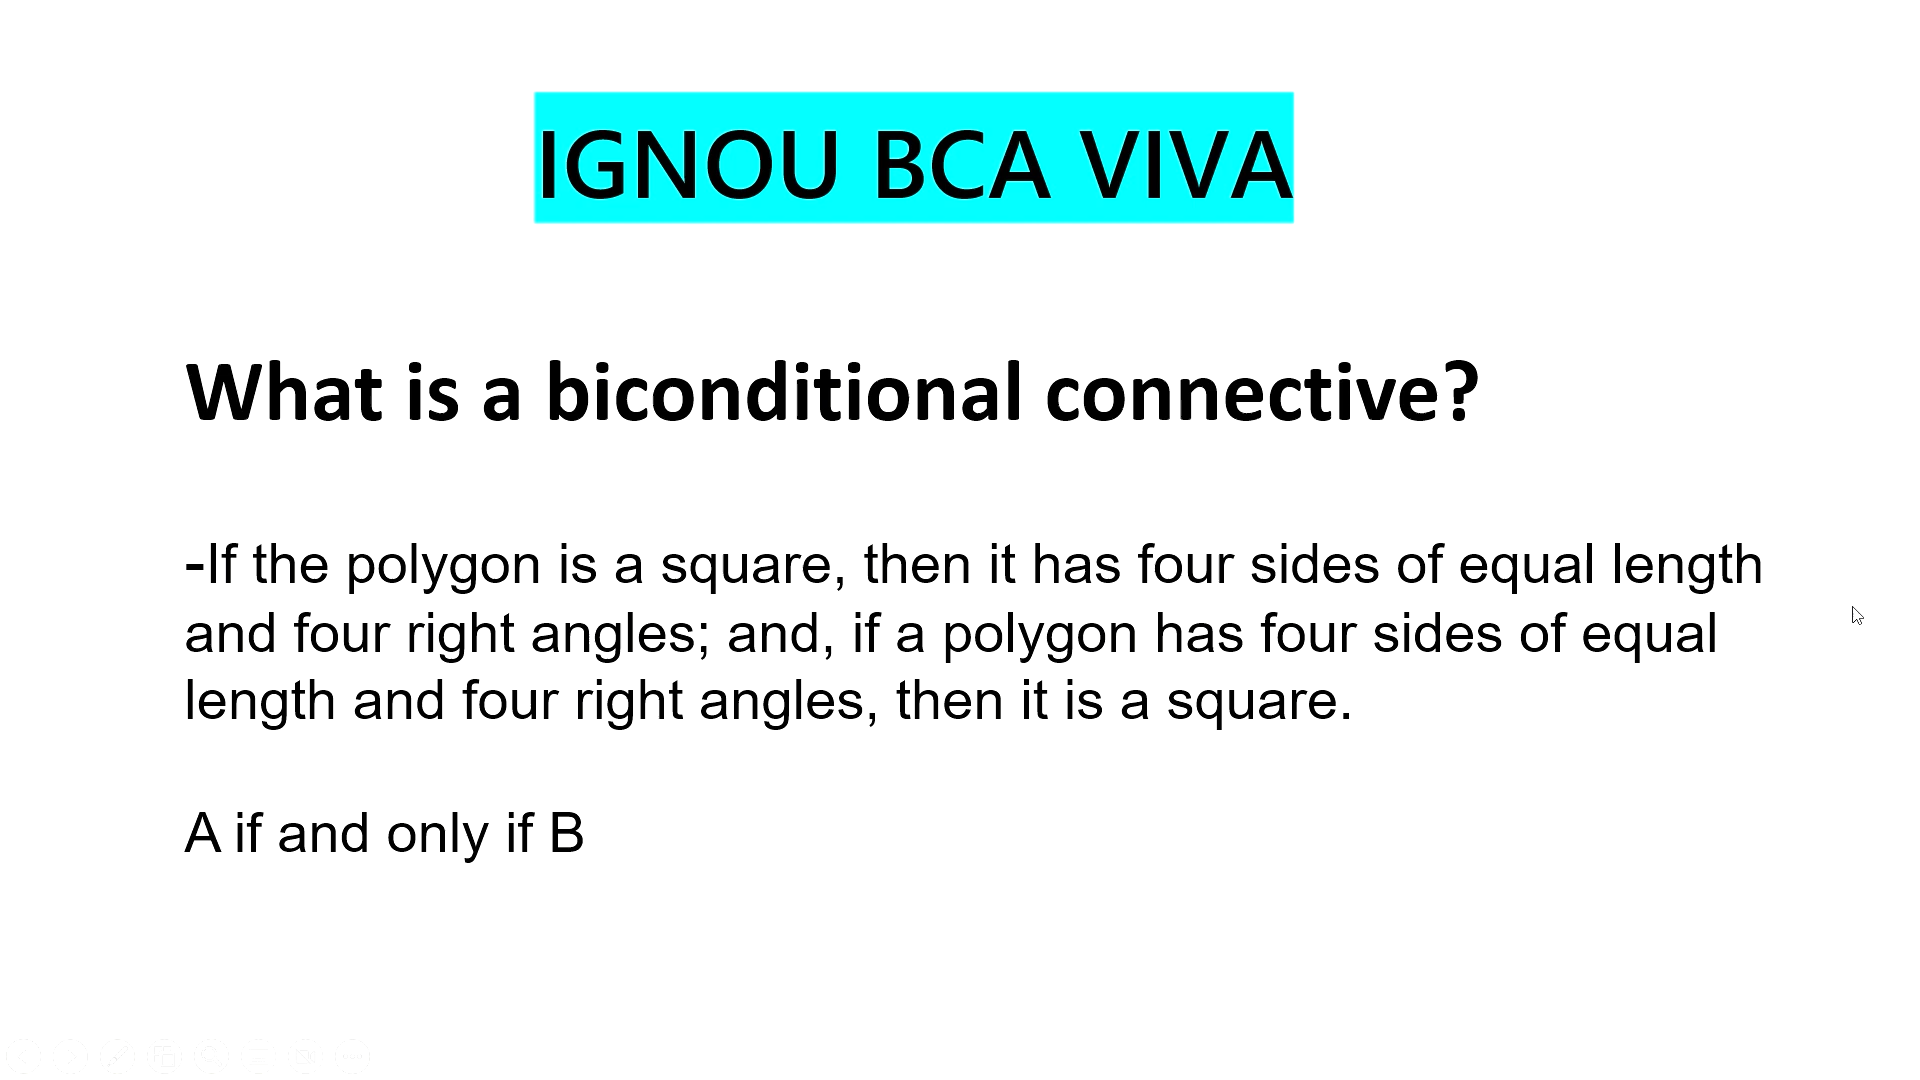 IGNOU BCA VIVA
What is a biconditional connective?
-If the polygon is a square, then it has four sides of equal length
and four right angles; and, if a polygon has four sides of equal
length and four right angles, then it is a square.
A if and only if B